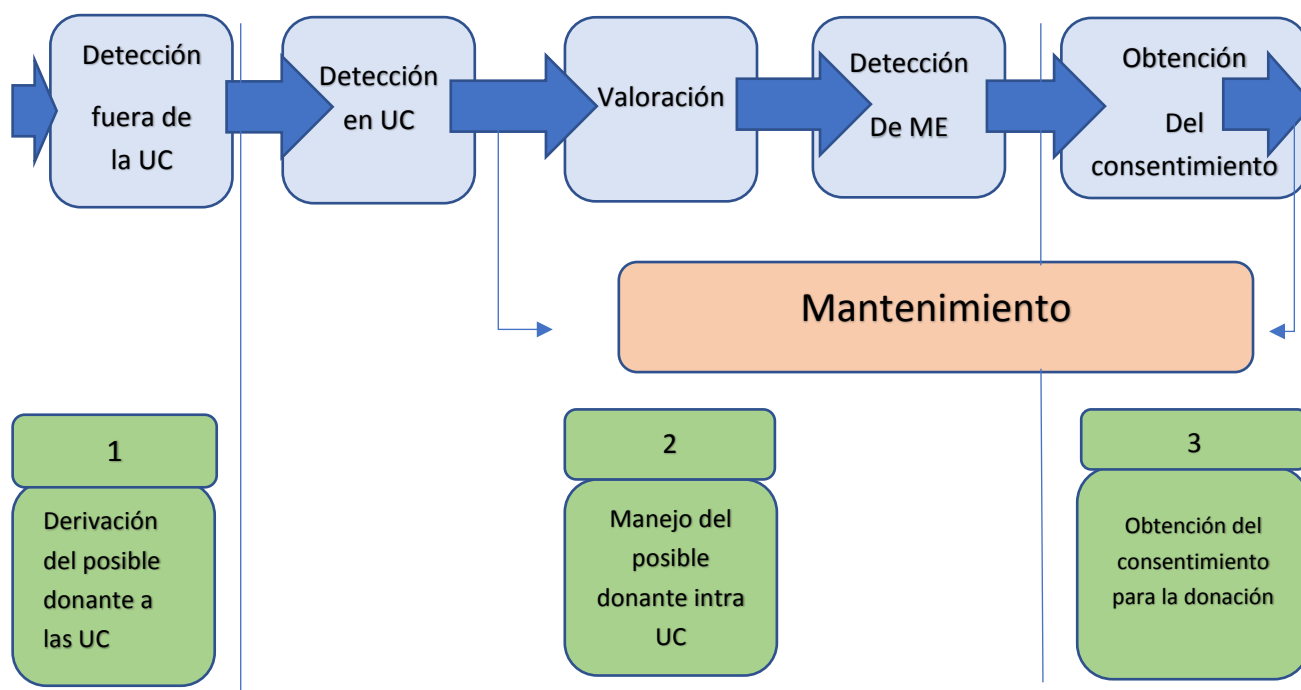 Detección
fuera de
la UC
Detección
en UC
Valoración
Detección
De ME
Obtención
Del
consentimiento
Mantenimiento
1
Derivación
del posible
donante a
las UC
2
Manejo del
posible
donante intra
UC
3
Obtención del
consentimiento
para la donación